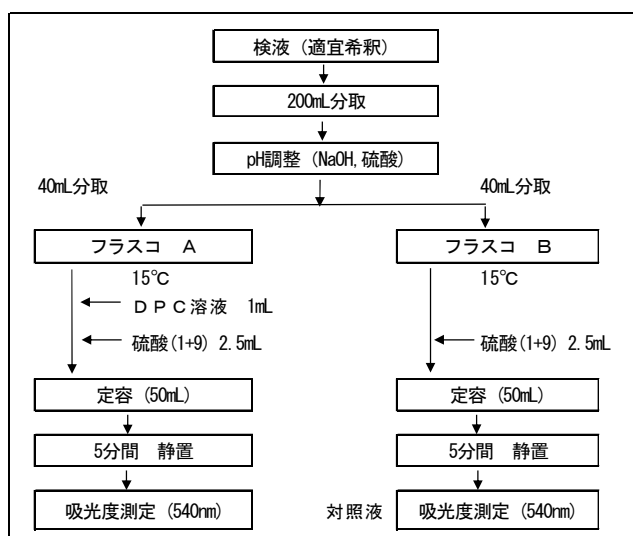 検液 (適宜希釈)
200mL分取
pH調整 (NaOH, 硫酸)
40mL分取
40mL分取
フラスコ A
フラスコ B
15℃
15℃
DPC溶液 1mL
硫酸(1+9) 2.5mL
硫酸(1+9) 2.5mL
定容 (50mL)
定容 (50mL)
5分間 静置
5分間 静置
吸光度測定 (540nm)
対照液
吸光度測定 (540nm)